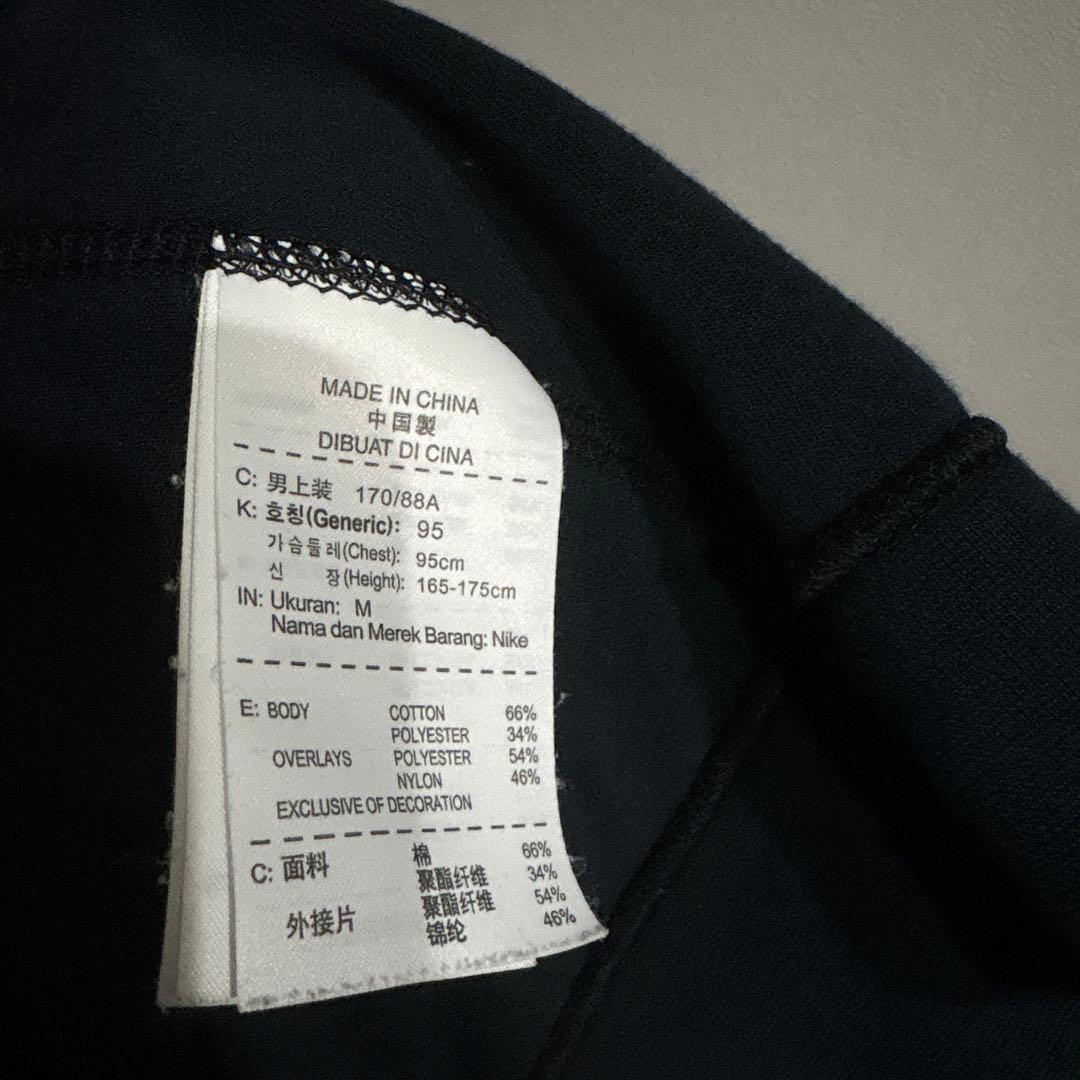 MADE IN CHINA
中国製
DIBUAT DI CINA
C: 男上装 170/88A
K: 호칭(Generic): 95
가슴둘레(Chest): 95cm
신 장(Height): 165-175cm
IN: Ukuran: M
Nama dan Merek Barang: Nike
E: BODY COTTON 66%
POLYESTER 34%
OVERLAYS POLYESTER 54%
NYLON 46%
EXCLUSIVE OF DECORATION
C: 面料 棉 66%
聚酯纤维 34%
外接片 聚酯纤维 54%
锦纶 46%